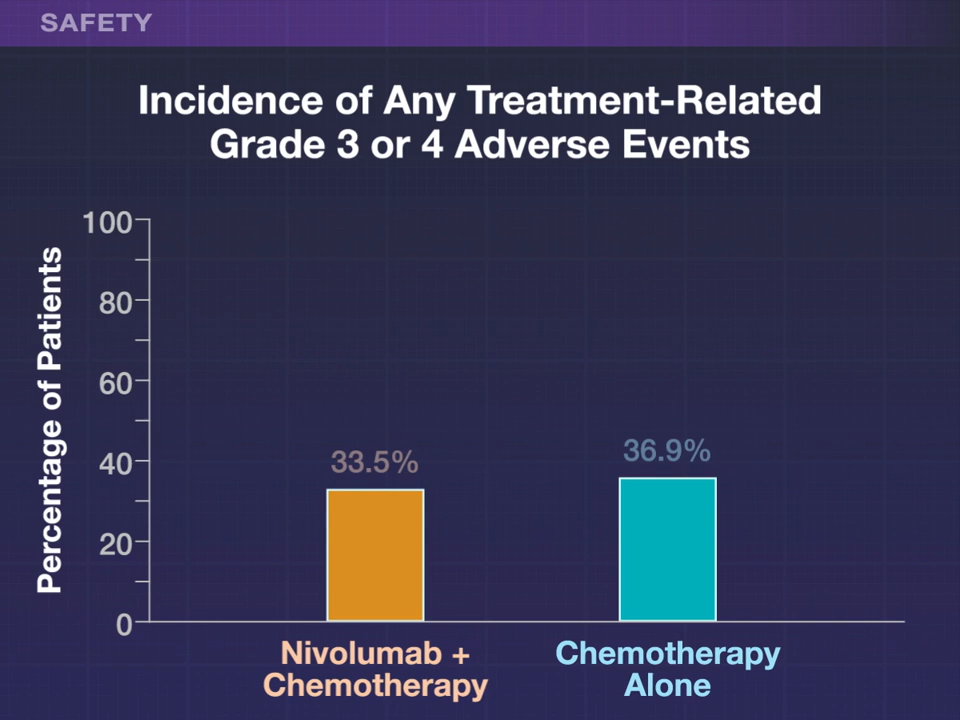 SAFETY
Incidence of Any Treatment-Related
Grade 3 or 4 Adverse Events
Percentage of Patients
100
80
60
40
20
0
33.5%
36.9%
Nivolumab +
Chemotherapy
Chemotherapy
Alone